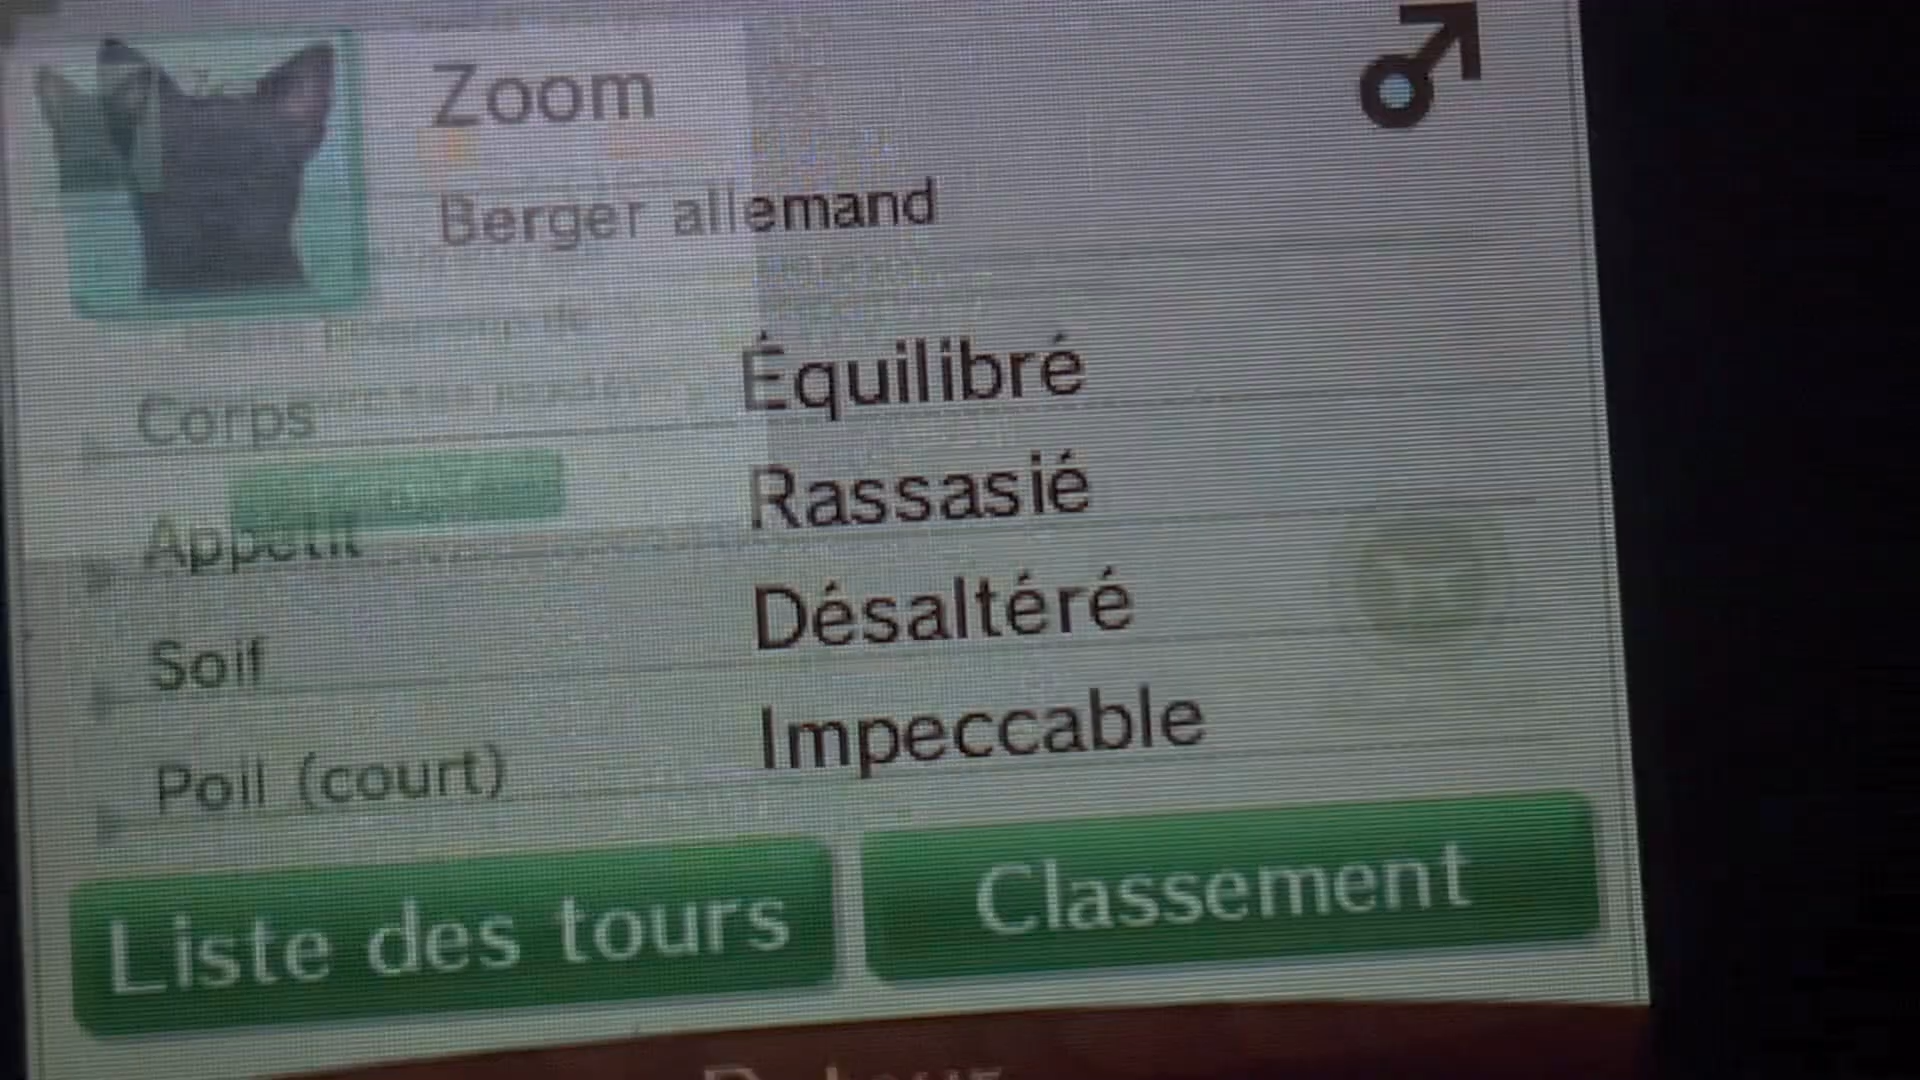 Zoom
Berger allemand
Corps Équilibré
Appétit Rassasié
Soif Désaltéré
Poil (court) Impeccable
Liste des tours Classement